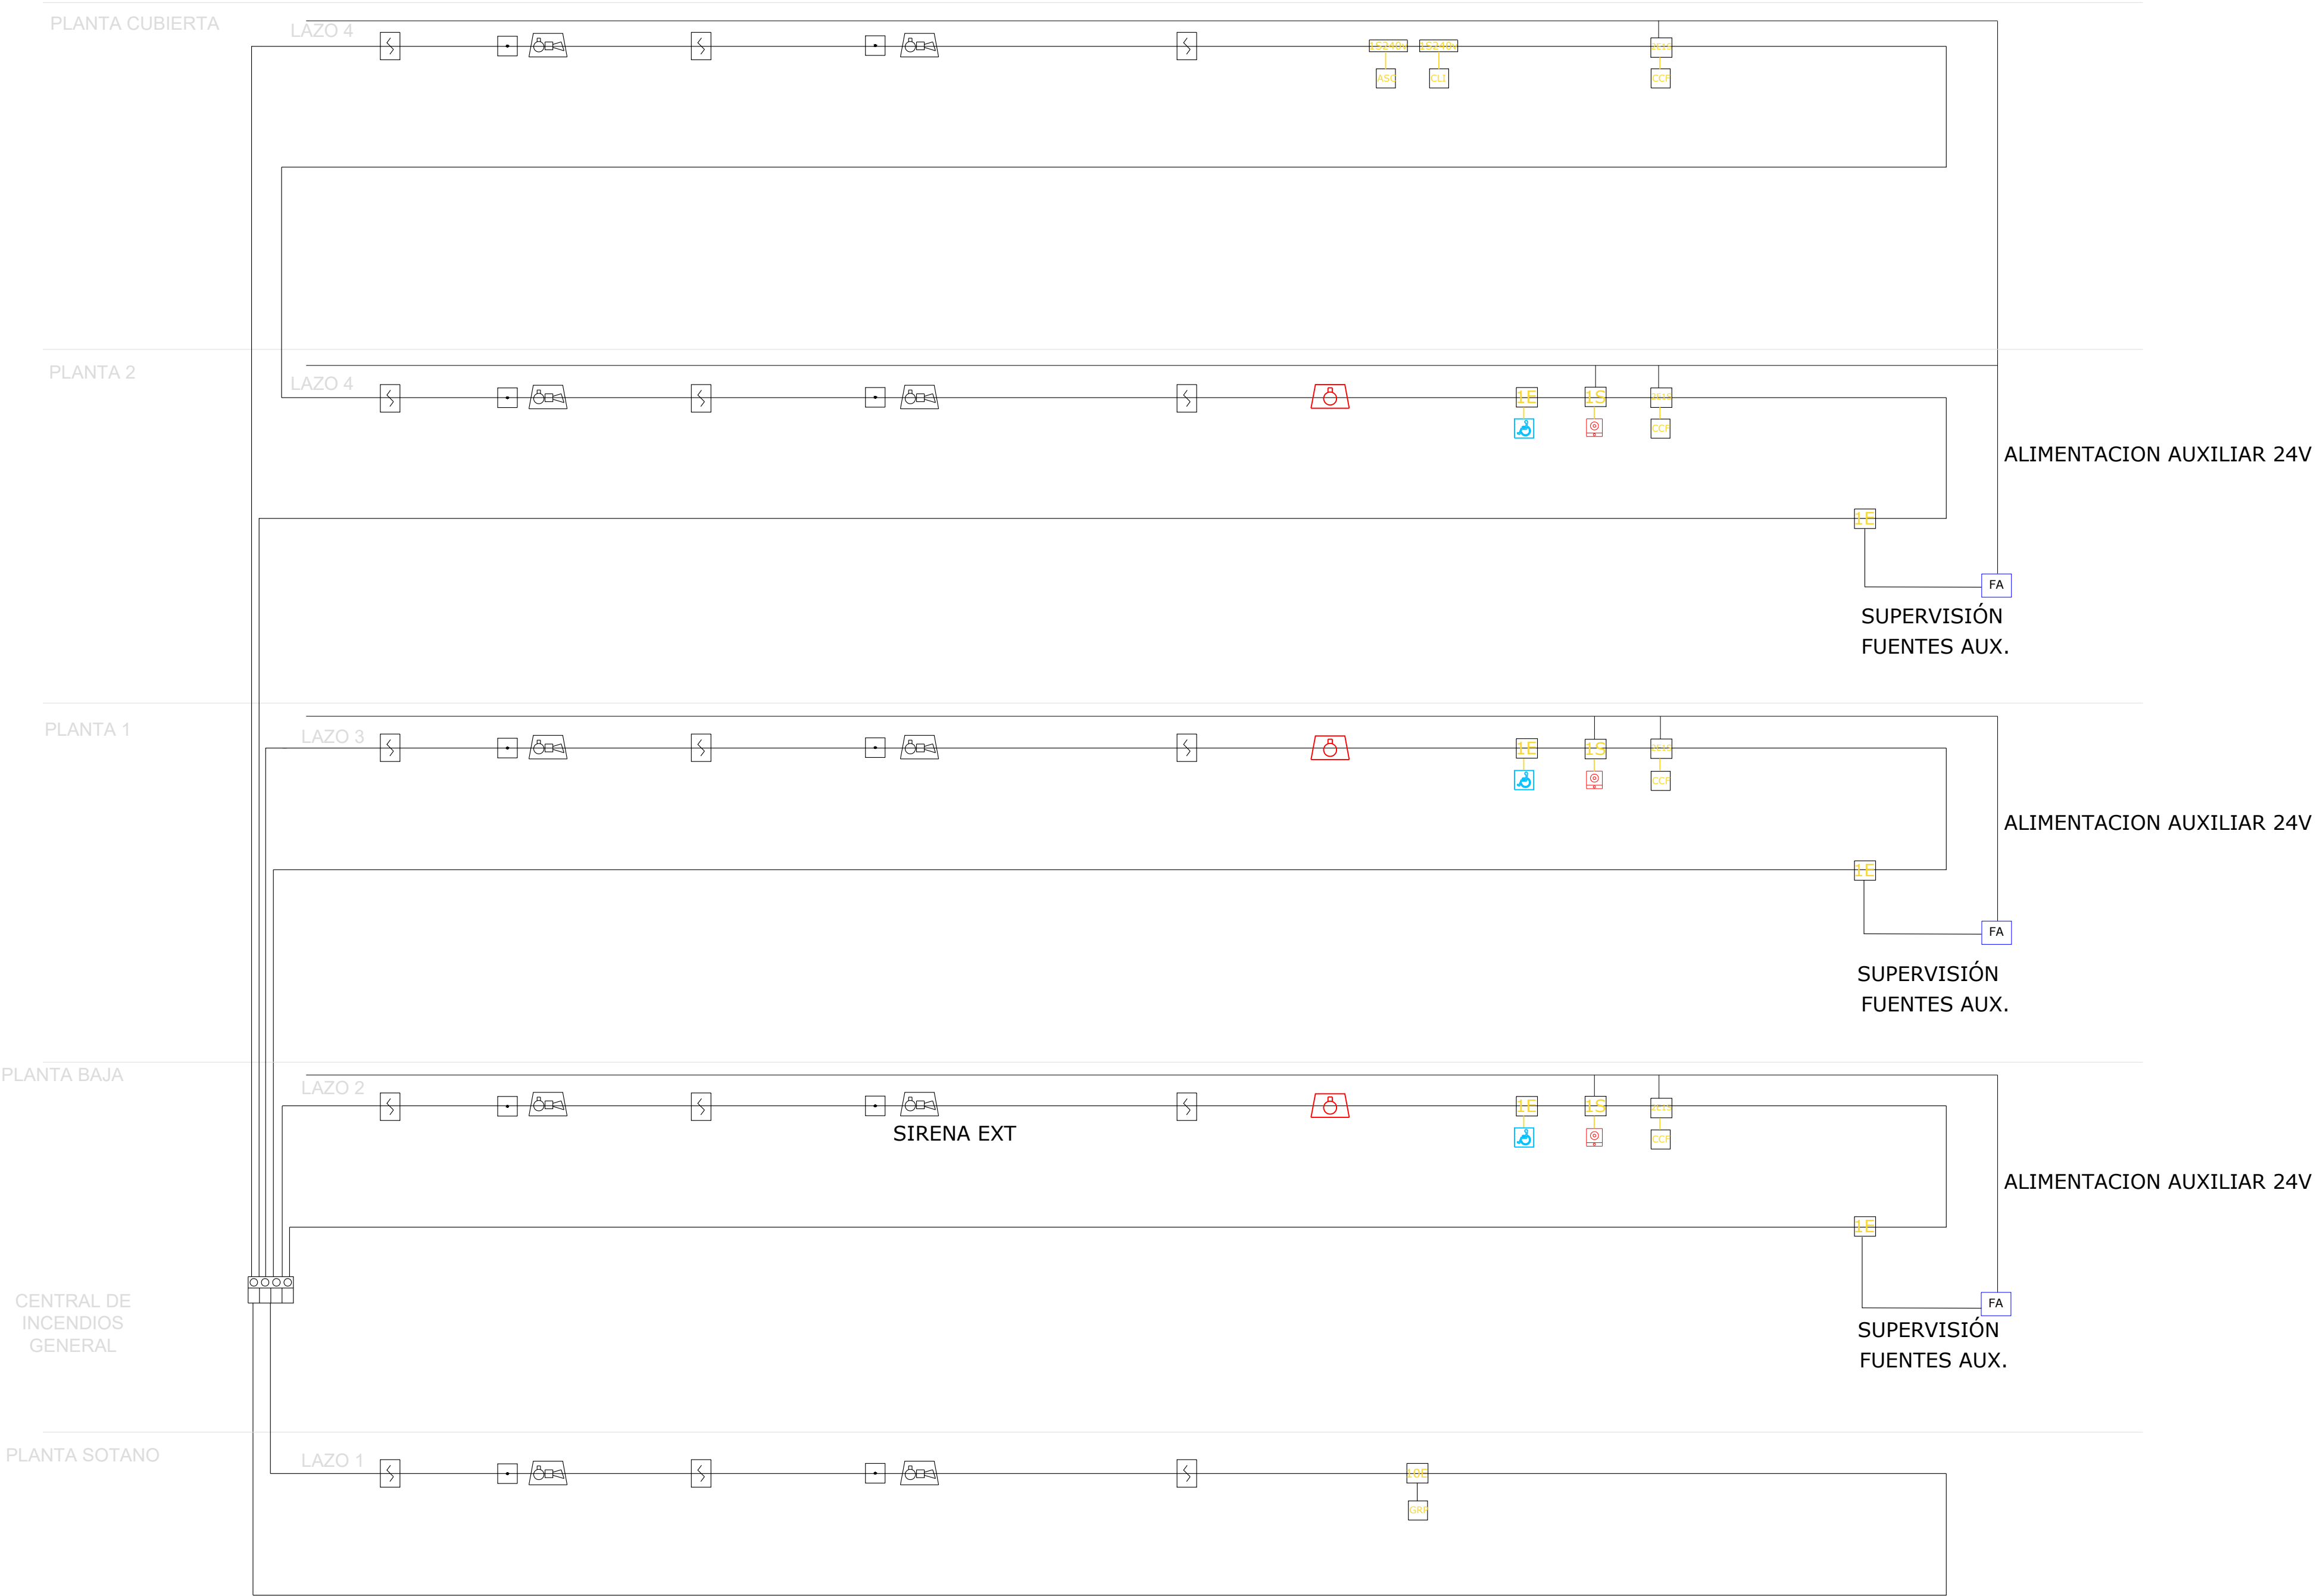 PLANTA CUBIERTA
LAZO 4
1S240v
1S240v
ASC
CLI
CCF
PLANTA 2
LAZO 4
1E
1S
CCF
ALIMENTACION AUXILIAR 24V
1E
FA
SUPERVISIÓN
FUENTES AUX.
PLANTA 1
LAZO 3
1E
1S
CCF
ALIMENTACION AUXILIAR 24V
1E
FA
SUPERVISIÓN
FUENTES AUX.
PLANTA BAJA
LAZO 2
1E
1S
SIRENA EXT
CCF
ALIMENTACION AUXILIAR 24V
1E
CENTRAL DE
INCENDIOS
GENERAL
FA
SUPERVISIÓN
FUENTES AUX.
PLANTA SOTANO
LAZO 1
10E
GRP